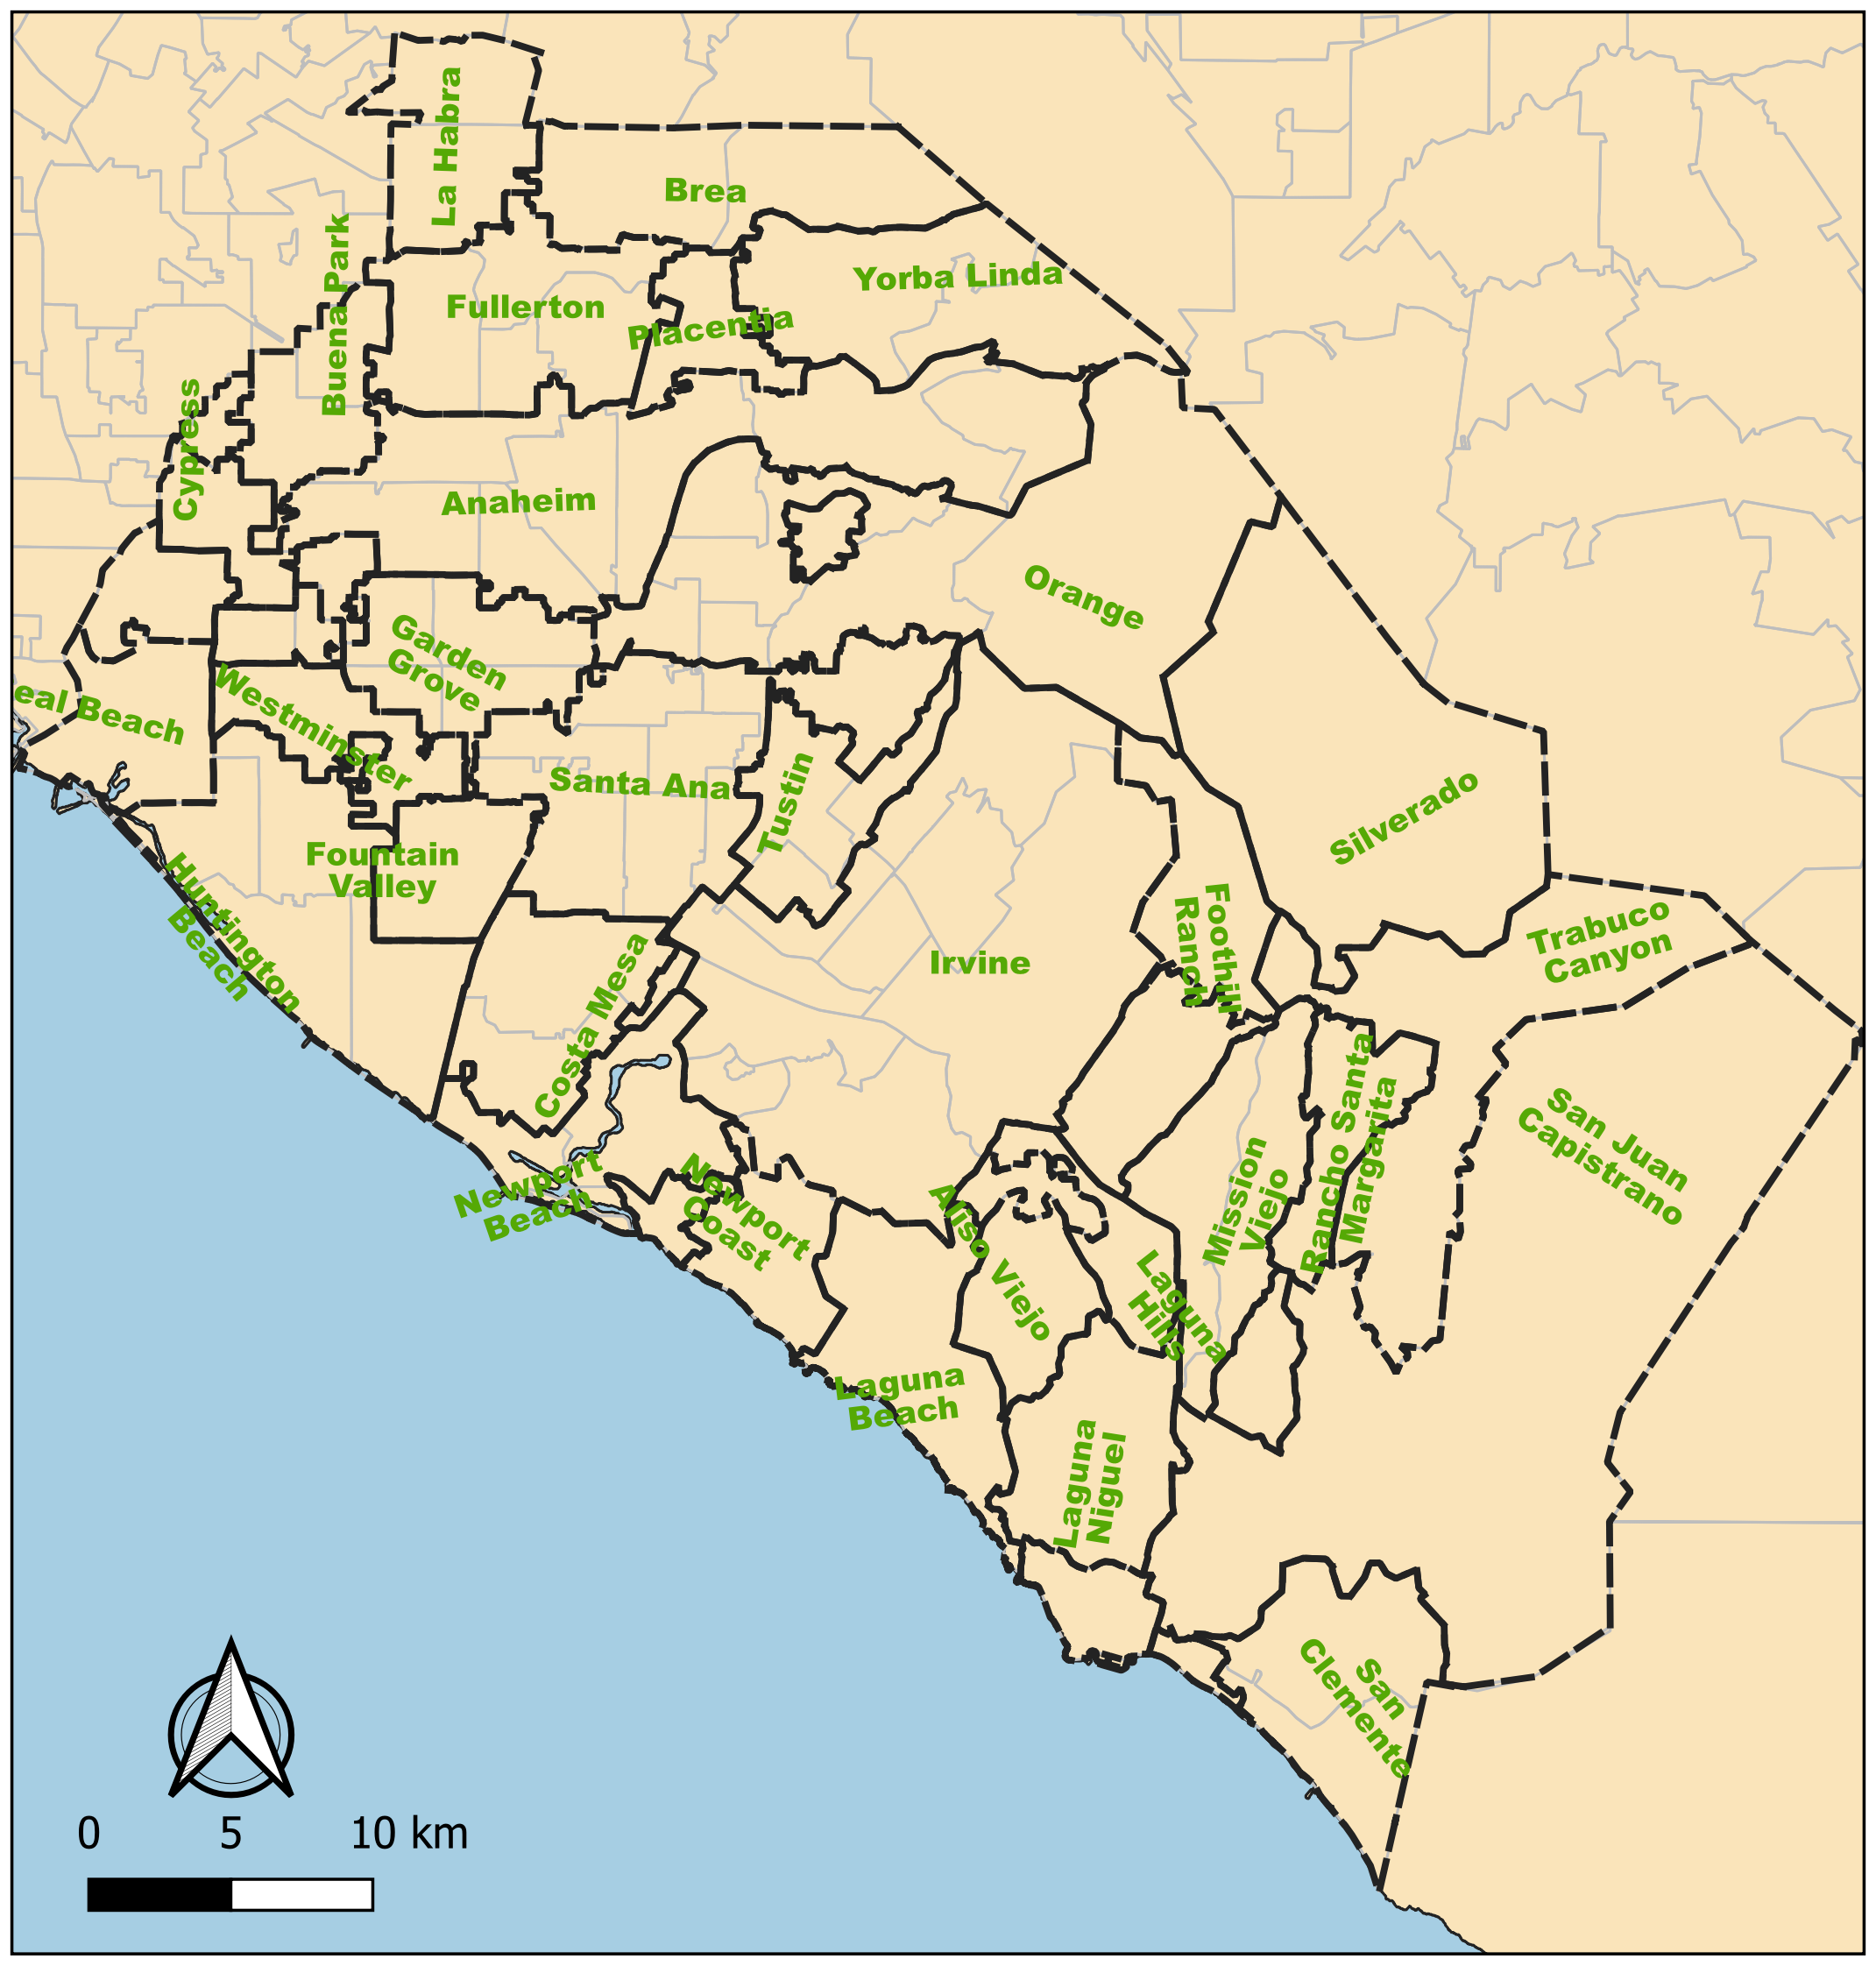 La Habra
Brea
Buena Park
Yorba Linda
Fullerton
Placentia
Cypress
Anaheim
Orange
Garden
Grove
Westminster
eal Beach
Santa Ana
Tustin
Silverado
Fountain
Valley
Huntington
Beach
Costa Mesa
Irvine
Foothill
Ranch
Trabuco
Canyon
Rancho Santa
Margarita
San Juan
Capistrano
Mission
Viejo
Newport
Beach
Newport
Coast
Aliso Viejo
Laguna
Hills
Laguna
Beach
Laguna
Niguel
San
Clemente
0 5 10 km